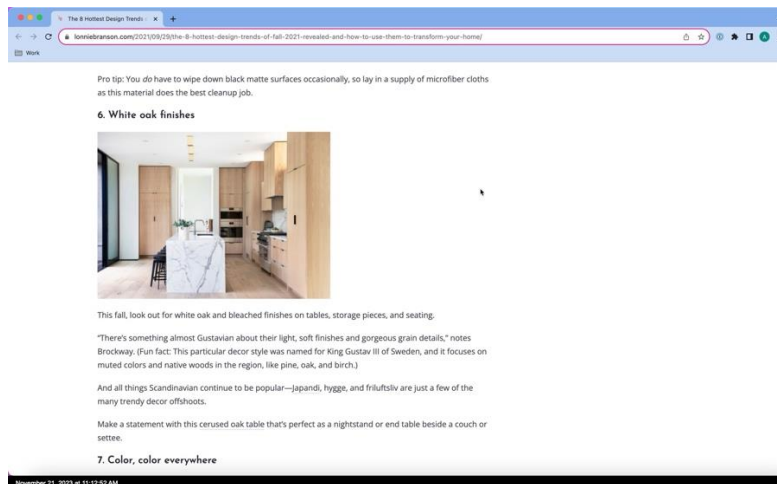 The 8 Hottest Design Trends
lonniebranson.com/2021/09/29/the-8-hottest-design-trends-of-fall-2021-revealed-and-how-to-use-them-to-transform-your-home/
Work
Pro tip: You do have to wipe down black matte surfaces occasionally, so lay in a supply of microfiber cloths
as this material does the best cleanup job.
6. White oak finishes
This fall, look out for white oak and bleached finishes on tables, storage pieces, and seating.
“There’s something almost Gustavian about their light, soft finishes and gorgeous grain details,” notes
Brockway. (Fun fact: This particular decor style was named for King Gustav III of Sweden, and it focuses on
muted colors and native woods in the region, like pine, oak, and birch.)
And all things Scandinavian continue to be popular—Japandi, hygge, and friluftsliv are just a few of the
many trendy decor offshoots.
Make a statement with this cerused oak table that’s perfect as a nightstand or end table beside a couch or
settee.
7. Color, color everywhere
November 21, 2023 at 11:12:52 AM